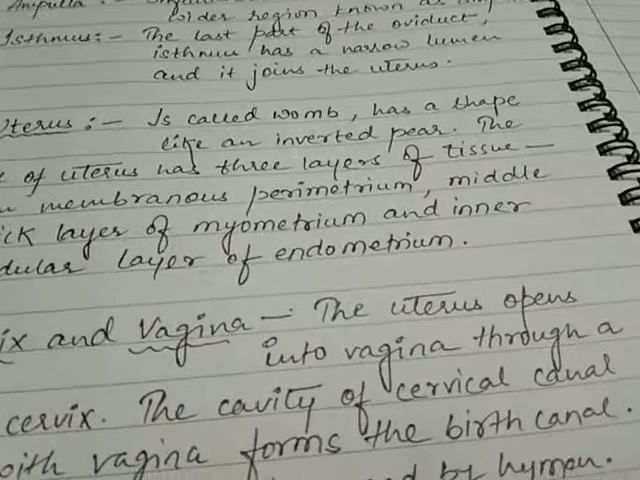 Ampulla :-
wider region known as
Isthmus:- The last part of the oviduct,
isthmus has a narrow lumen
and it joins the uterus.
Uterus :- Is called womb, has a shape
like an inverted pear. The
of uterus has three layers of tissue -
membranous perimetrium, middle
ick layer of myometrium and inner
dular layer of endometrium.
ix and vagina - The uterus opens
into vagina through a
cervix. The cavity of cervical canal
with vagina forms the birth canal.
by hymen.